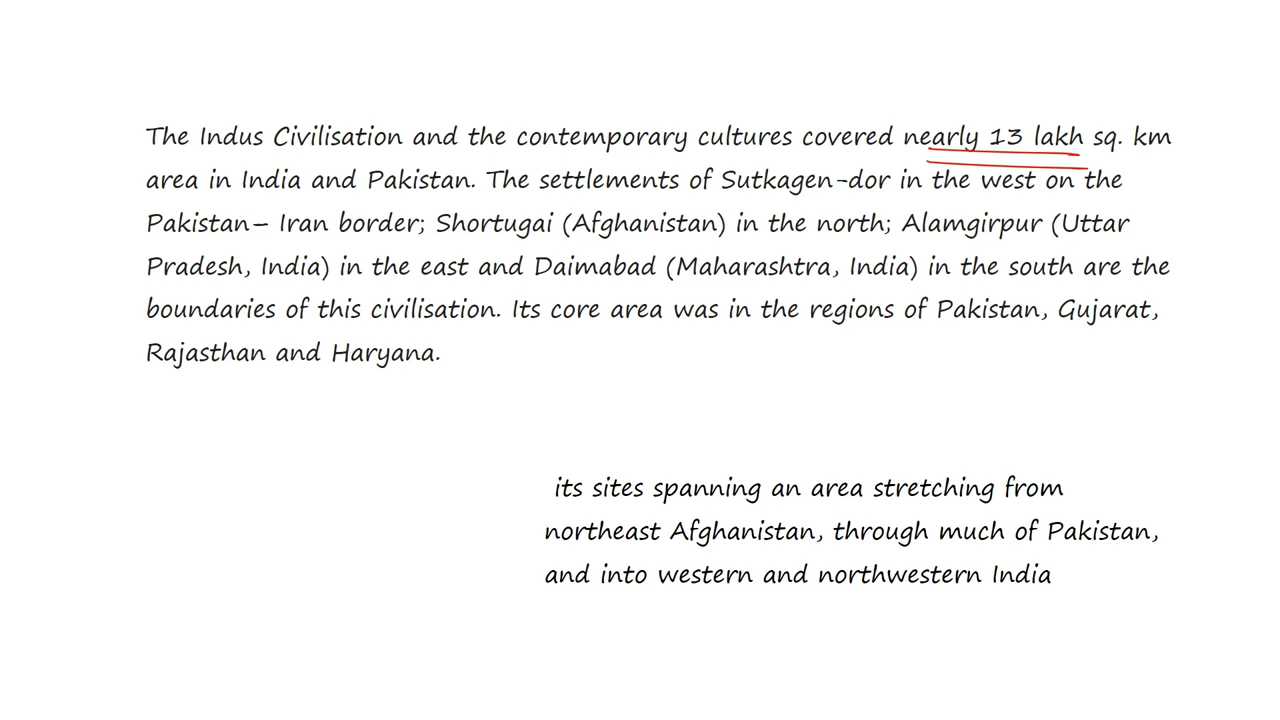 The Indus Civilisation and the contemporary cultures covered nearly 13 lakh sq. km
area in India and Pakistan. The settlements of Sutkagen-dor in the west on the
Pakistan– Iran border; Shortugai (Afghanistan) in the north; Alamgirpur (Uttar
Pradesh, India) in the east and Daimabad (Maharashtra, India) in the south are the
boundaries of this civilisation. Its core area was in the regions of Pakistan, Gujarat,
Rajasthan and Haryana.
its sites spanning an area stretching from
northeast Afghanistan, through much of Pakistan,
and into western and northwestern India